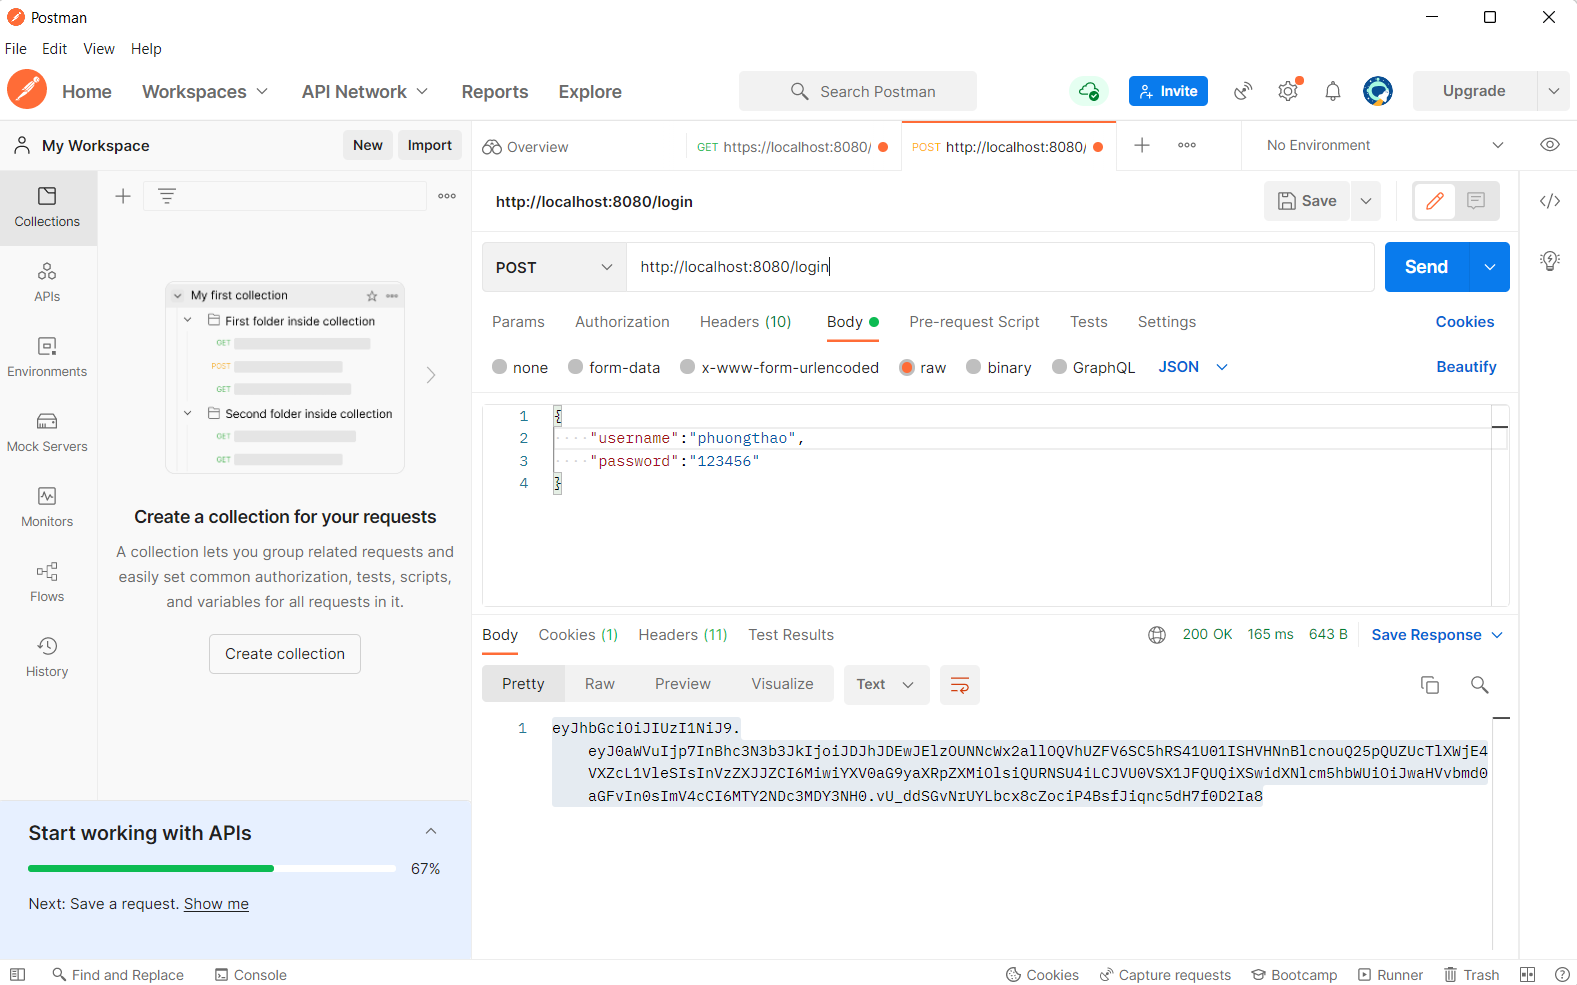 Postman
File Edit View Help
Home Workspaces API Network Reports Explore Search Postman Invite Upgrade
My Workspace New Import
Overview GET https://localhost:8080/ POST http://localhost:8080/ No Environment
Collections
APIs
Environments
Mock Servers
Monitors
Flows
History
My first collection
First folder inside collection
GET
POST
GET
Second folder inside collection
GET
GET
Create a collection for your requests
A collection lets you group related requests and
easily set common authorization, tests, scripts,
and variables for all requests in it.
Create collection
Start working with APIs
67%
Next: Save a request. Show me
http://localhost:8080/login Save
POST http://localhost:8080/login Send
Params Authorization Headers (10) Body Pre-request Script Tests Settings Cookies
none form-data x-www-form-urlencoded raw binary GraphQL JSON Beautify
1 {
2 ····"username":"phuongthao",
3 ····"password":"123456"
4 }
Body Cookies (1) Headers (11) Test Results 200 OK 165 ms 643 B Save Response
Pretty Raw Preview Visualize Text
1 eyJhbGciOiJIUzI1NiJ9.
eyJ0aWVuIjp7InBhc3N3b3JkIjoiJDJhJDEwJElzOUNNcWx2allOQVhUZFV6SC5hRS41U01ISHVHNnBlcnouQ25pQUZUcTlXWjE4
VXZcL1VleSIsInVzZXJJZCI6MiwiYXV0aG9yaXRpZXMiOlsiQURNSU4iLCJVU0VSX1JFQUQiXSwidXNlcm5hbWUiOiJwaHVvbmd0
aGFvIn0sImV4cCI6MTY2NDc3MDY3NH0.vU_ddSGvNrUYLbcx8cZociP4BsfJiqnc5dH7f0D2Ia8
Find and Replace Console Cookies Capture requests Bootcamp Runner Trash